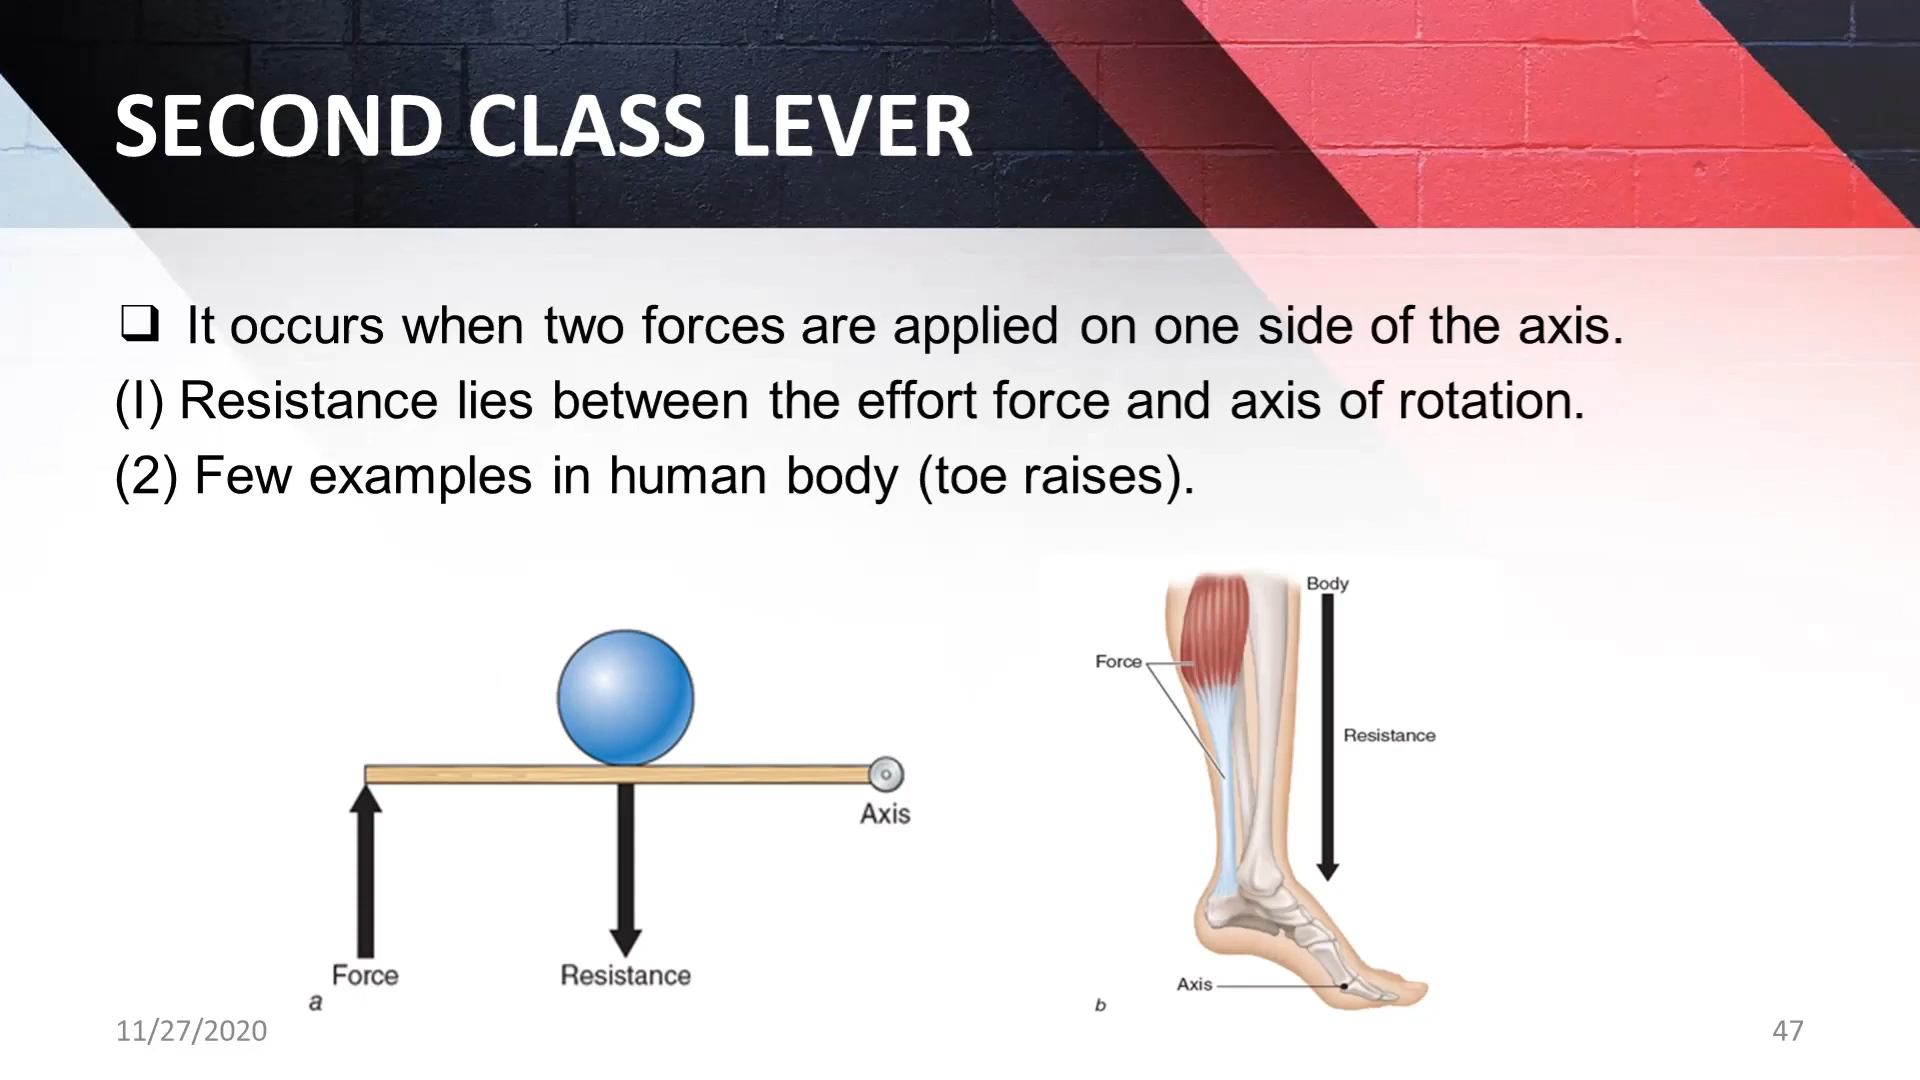 SECOND CLASS LEVER
❑ It occurs when two forces are applied on one side of the axis.
(I) Resistance lies between the effort force and axis of rotation.
(2) Few examples in human body (toe raises).
Axis
Force
Resistance
a
Body
Force
Resistance
Axis
b
11/27/2020
47